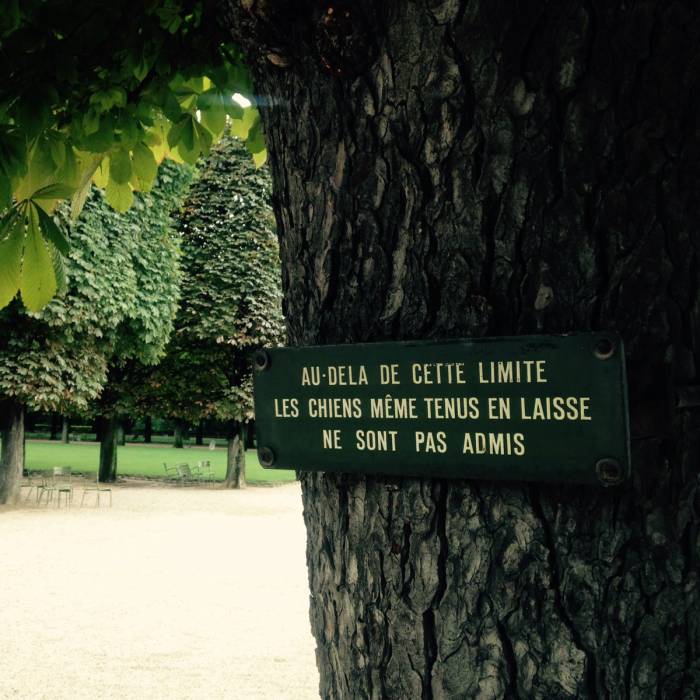 AU-DELA DE CETTE LIMITE
LES CHIENS MÊME TENUS EN LAISSE
NE SONT PAS ADMIS